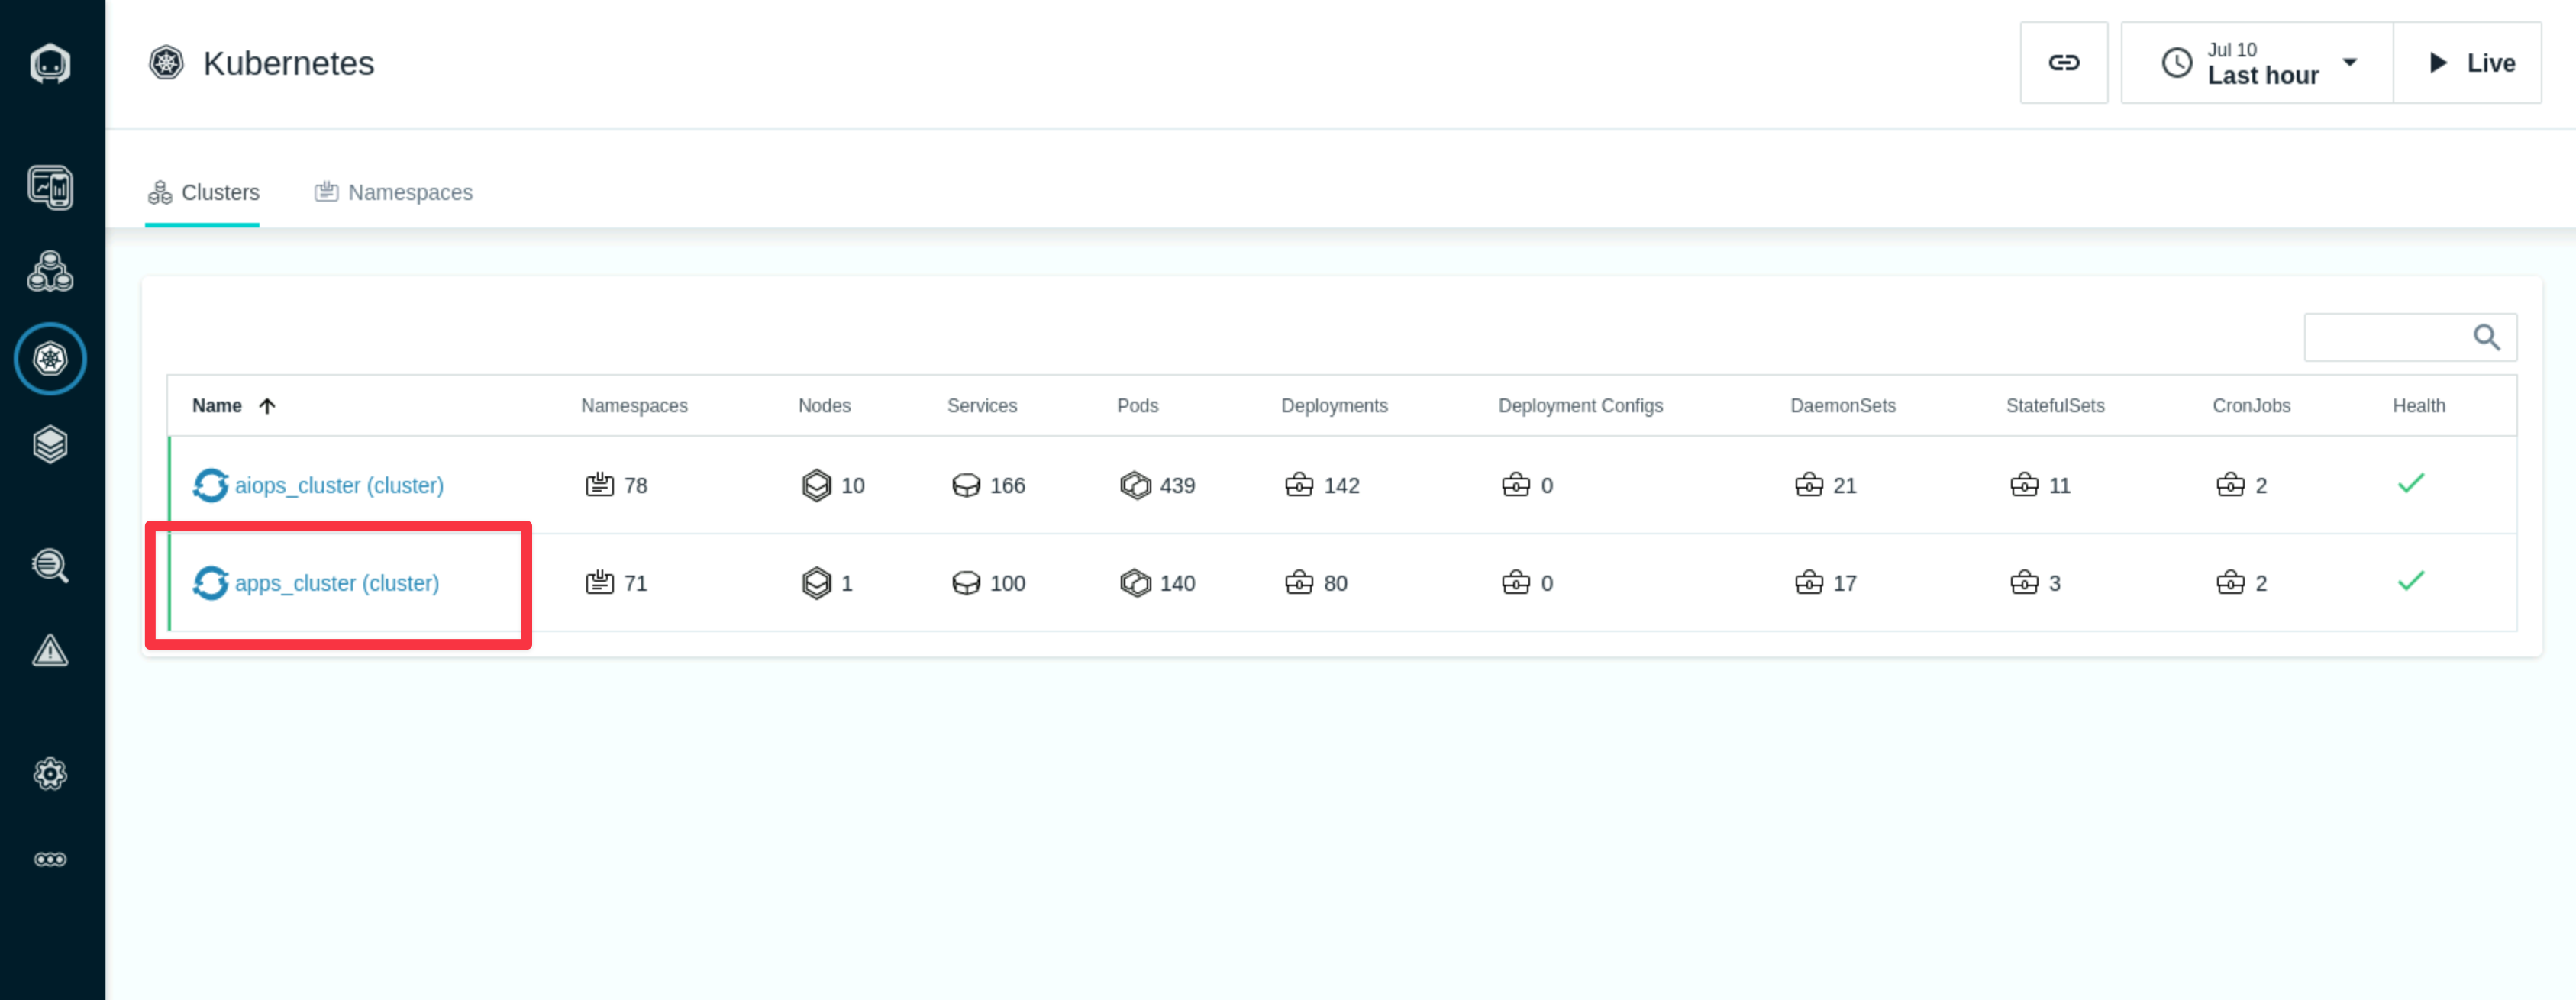 Kubernetes
Jul 10
Last hour
Live
Clusters Namespaces
Name Namespaces Nodes Services Pods Deployments Deployment Configs DaemonSets StatefulSets CronJobs Health
aiops_cluster (cluster) 78 10 166 439 142 0 21 11 2
apps_cluster (cluster) 71 1 100 140 80 0 17 3 2